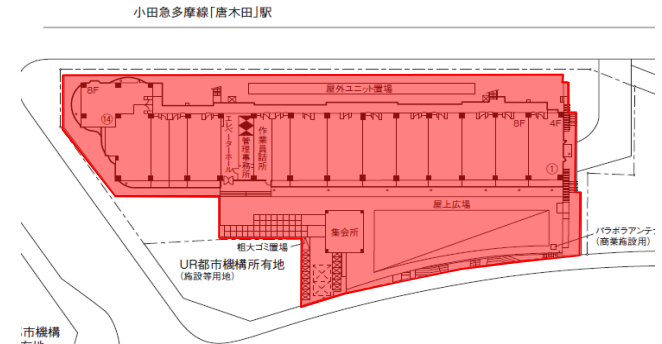 小田急多摩線「唐木田」駅
屋外ユニット置場
8F
⑭
エレベーターホール
管理事務所
作業員詰所
8F
4F
①
屋上広場
集会所
粗大ゴミ置場
パラボラアンテナ
(商業施設用)
UR都市機構所有地
(施設等用地)
市機構